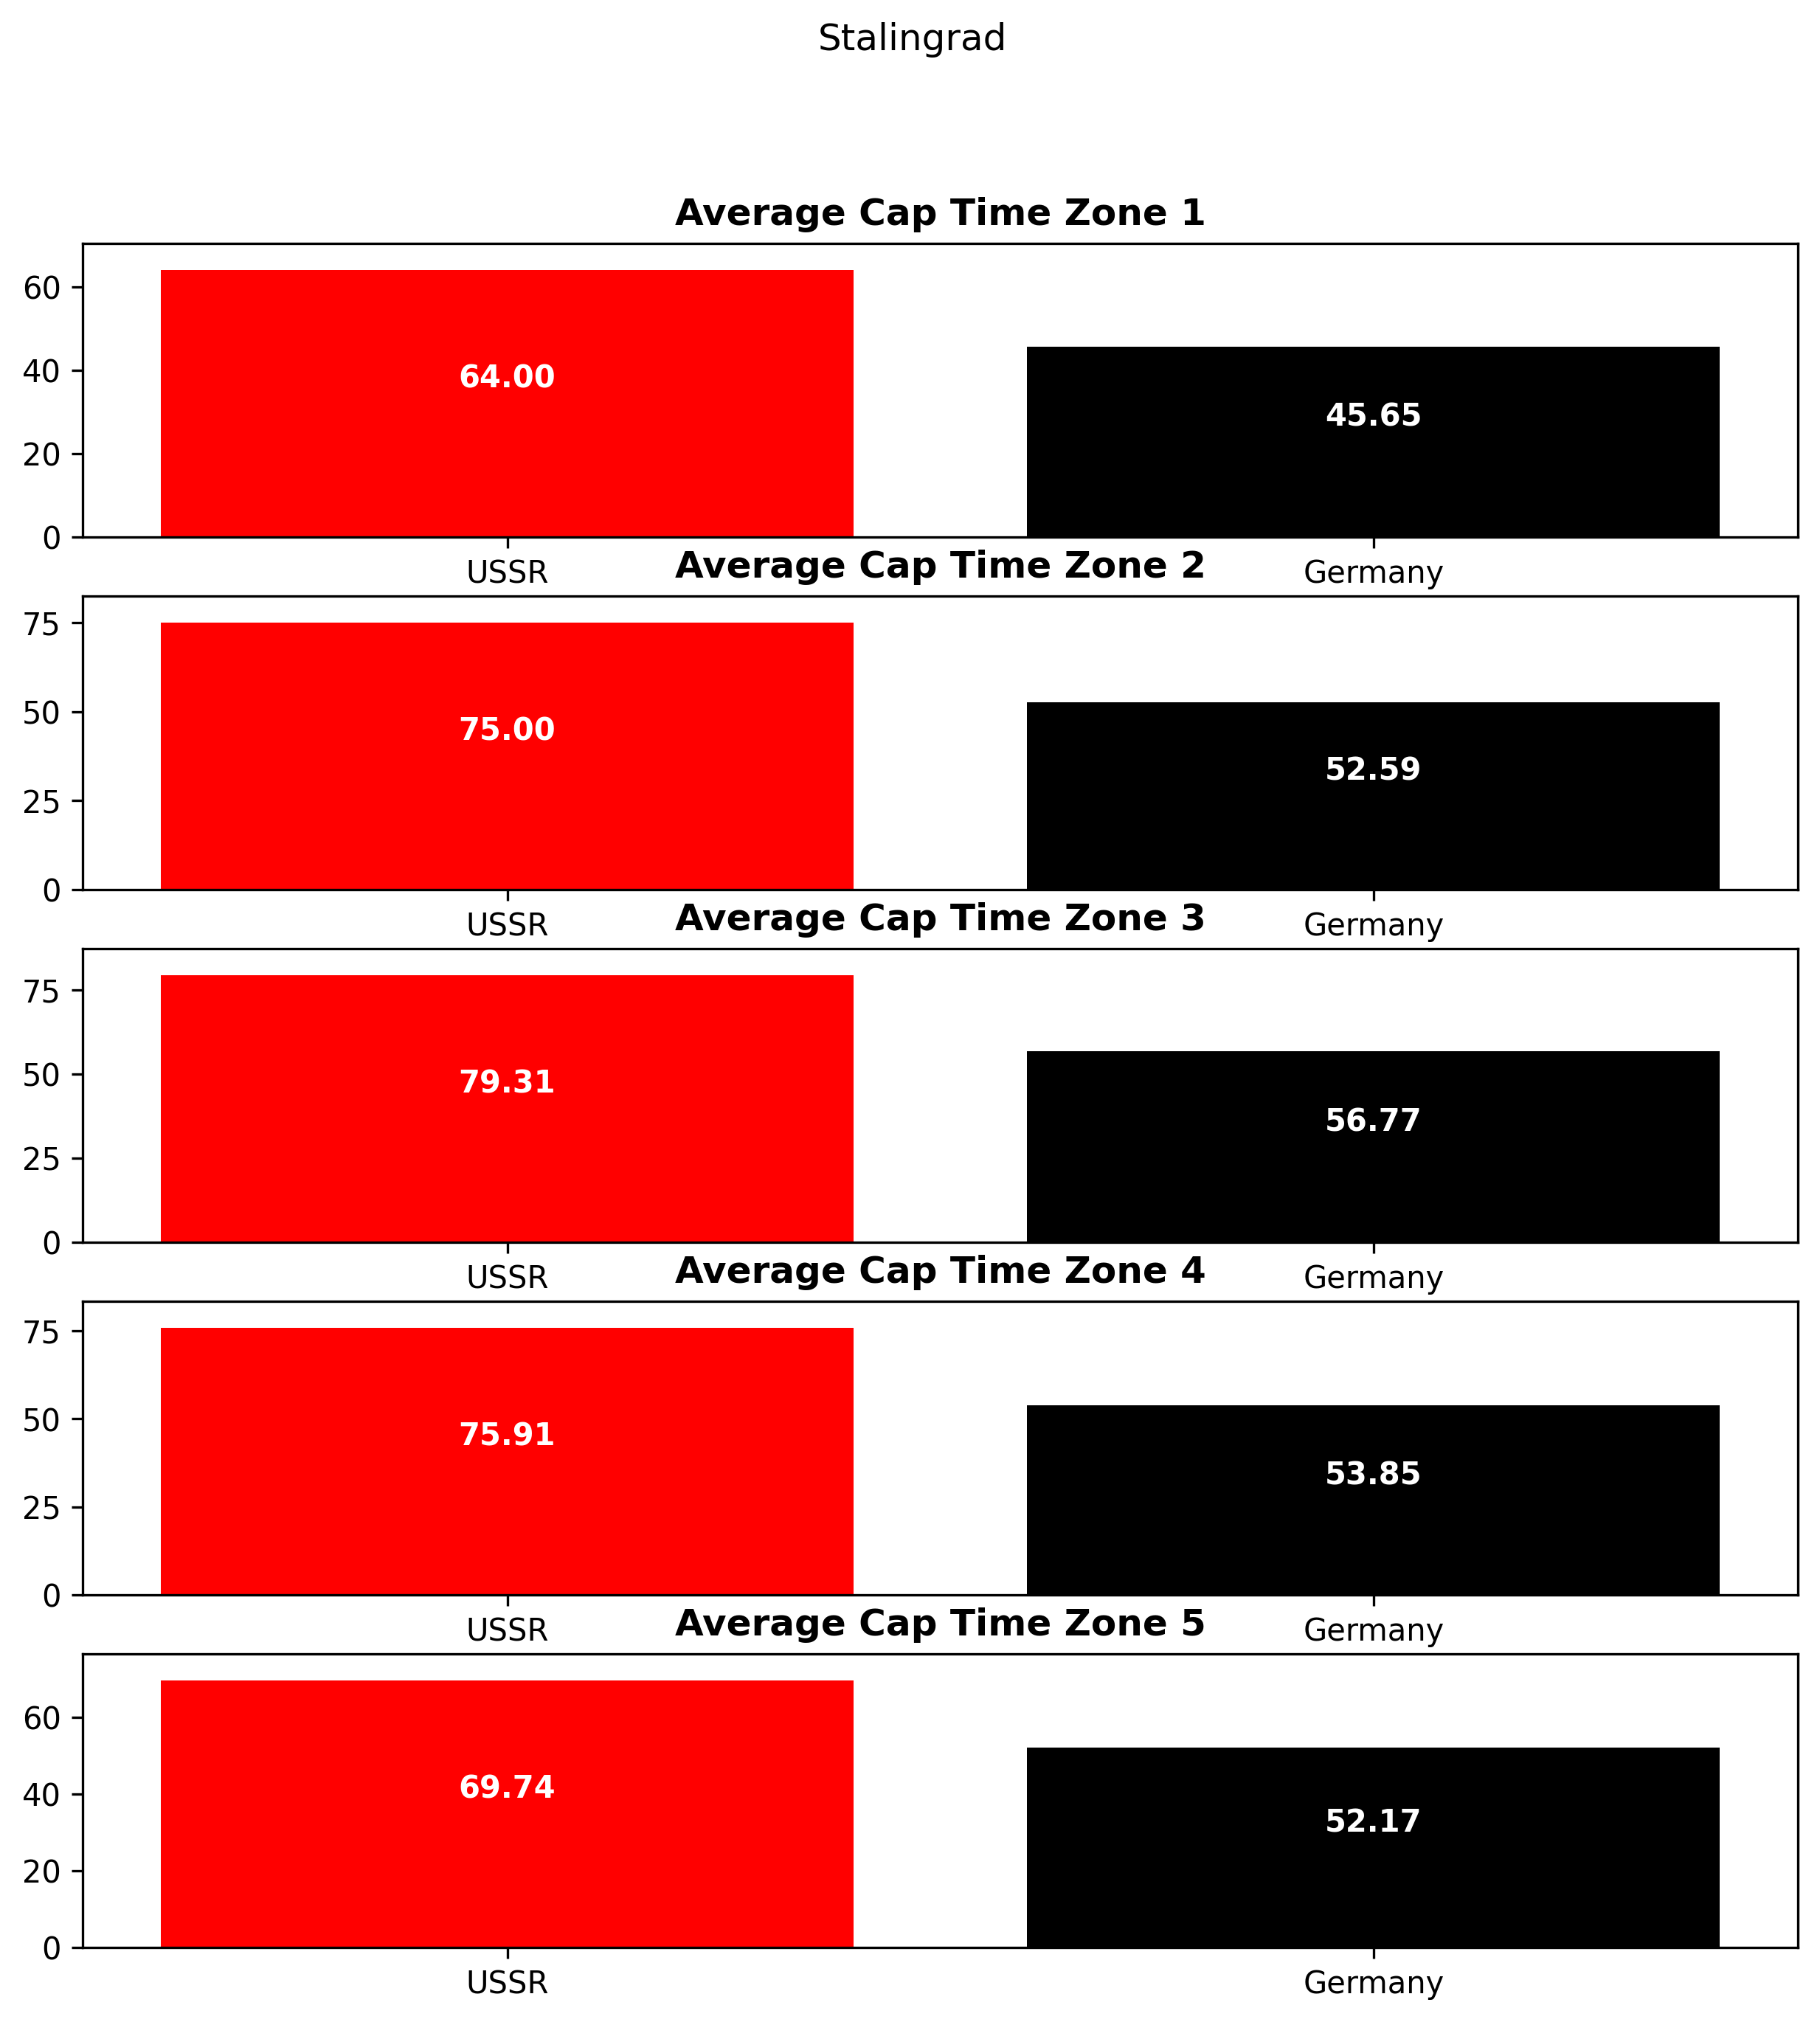 Stalingrad
Average Cap Time Zone 1
60
40
20
0
64.00
45.65
USSR
Germany
Average Cap Time Zone 2
75
50
25
0
75.00
52.59
USSR
Germany
Average Cap Time Zone 3
75
50
25
0
79.31
56.77
USSR
Germany
Average Cap Time Zone 4
75
50
25
0
75.91
53.85
USSR
Germany
Average Cap Time Zone 5
60
40
20
0
69.74
52.17
USSR
Germany